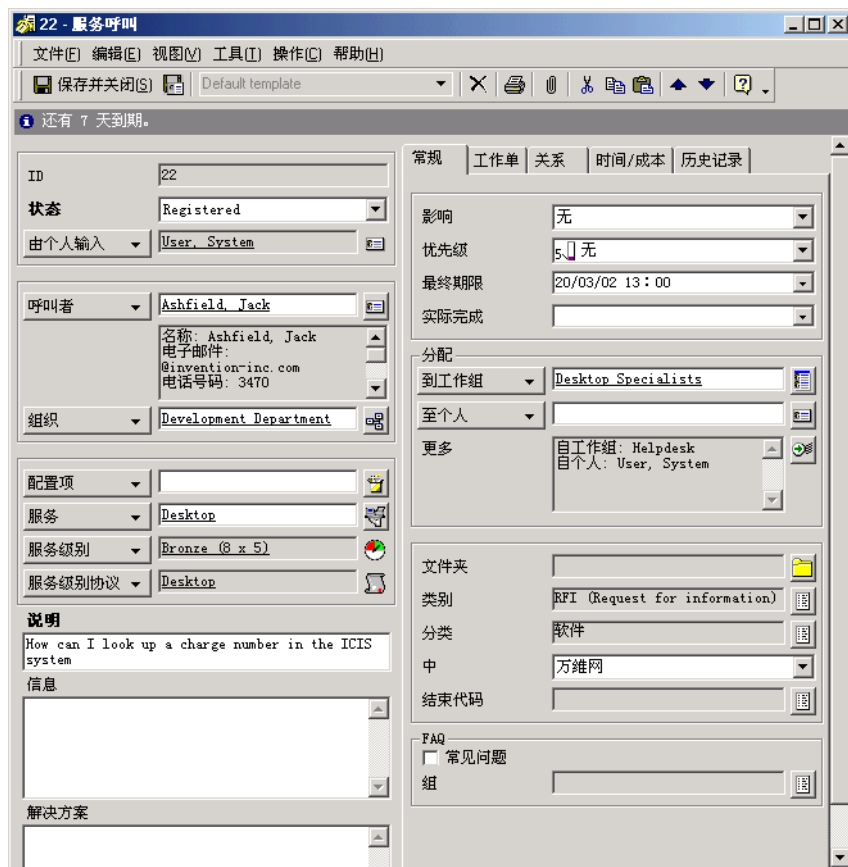 22 - 服务呼叫
文件(F) 编辑(E) 视图(V) 工具(T) 操作(C) 帮助(H)
保存并关闭(S) Default template
还有 7 天到期。
ID 22
状态 Registered
由个人输入 User, System
呼叫者 Ashfield, Jack
名称: Ashfield, Jack
电子邮件:
@invention-inc.com
电话号码: 3470
组织 Development Department
配置项
服务 Desktop
服务级别 Bronze (8 x 5)
服务级别协议 Desktop
说明
How can I look up a charge number in the ICIS
system
信息
解决方案
常规 工作单 关系 时间/成本 历史记录
影响 无
优先级 5 无
最终期限 20/03/02 13:00
实际完成
分配
到工作组 Desktop Specialists
至个人
更多 自工作组: Helpdesk
自个人: User, System
文件夹
类别 RFI (Request for information)
分类 软件
中 万维网
结束代码
FAQ
常见问题
组